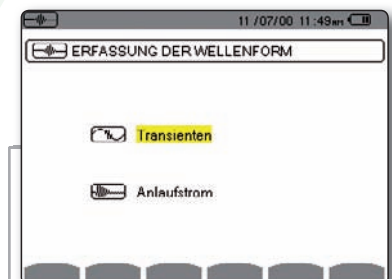 11/07/00 11:49am
ERFASSUNG DER WELLENFORM
Transienten
Anlaufstrom